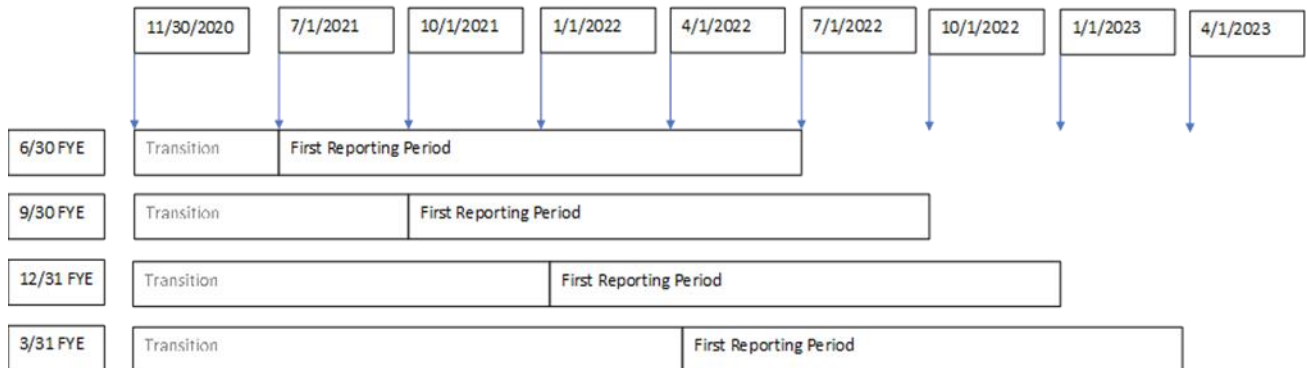 11/30/2020 7/1/2021 10/1/2021 1/1/2022 4/1/2022 7/1/2022 10/1/2022 1/1/2023 4/1/2023
6/30 FYE Transition First Reporting Period
9/30 FYE Transition First Reporting Period
12/31 FYE Transition First Reporting Period
3/31 FYE Transition First Reporting Period